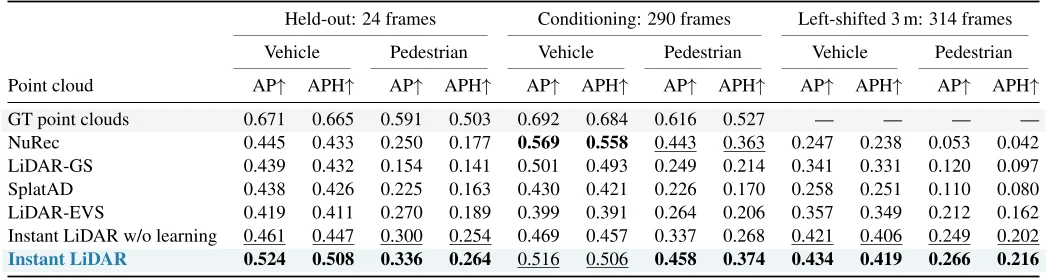 Held-out: 24 frames Conditioning: 290 frames Left-shifted 3 m: 314 frames
Vehicle Pedestrian Vehicle Pedestrian Vehicle Pedestrian
Point cloud AP↑ APH↑ AP↑ APH↑ AP↑ APH↑ AP↑ APH↑ AP↑ APH↑ AP↑ APH↑
GT point clouds 0.671 0.665 0.591 0.503 0.692 0.684 0.616 0.527 — — — —
NuRec 0.445 0.433 0.250 0.177 0.569 0.558 0.443 0.363 0.247 0.238 0.053 0.042
LiDAR-GS 0.439 0.432 0.154 0.141 0.501 0.493 0.249 0.214 0.341 0.331 0.120 0.097
SplatAD 0.438 0.426 0.225 0.163 0.430 0.421 0.226 0.170 0.258 0.251 0.110 0.080
LiDAR-EVS 0.419 0.411 0.270 0.189 0.399 0.391 0.264 0.206 0.357 0.349 0.212 0.162
Instant LiDAR w/o learning 0.461 0.447 0.300 0.254 0.469 0.457 0.337 0.268 0.421 0.406 0.249 0.202
Instant LiDAR 0.524 0.508 0.336 0.264 0.516 0.506 0.458 0.374 0.434 0.419 0.266 0.216